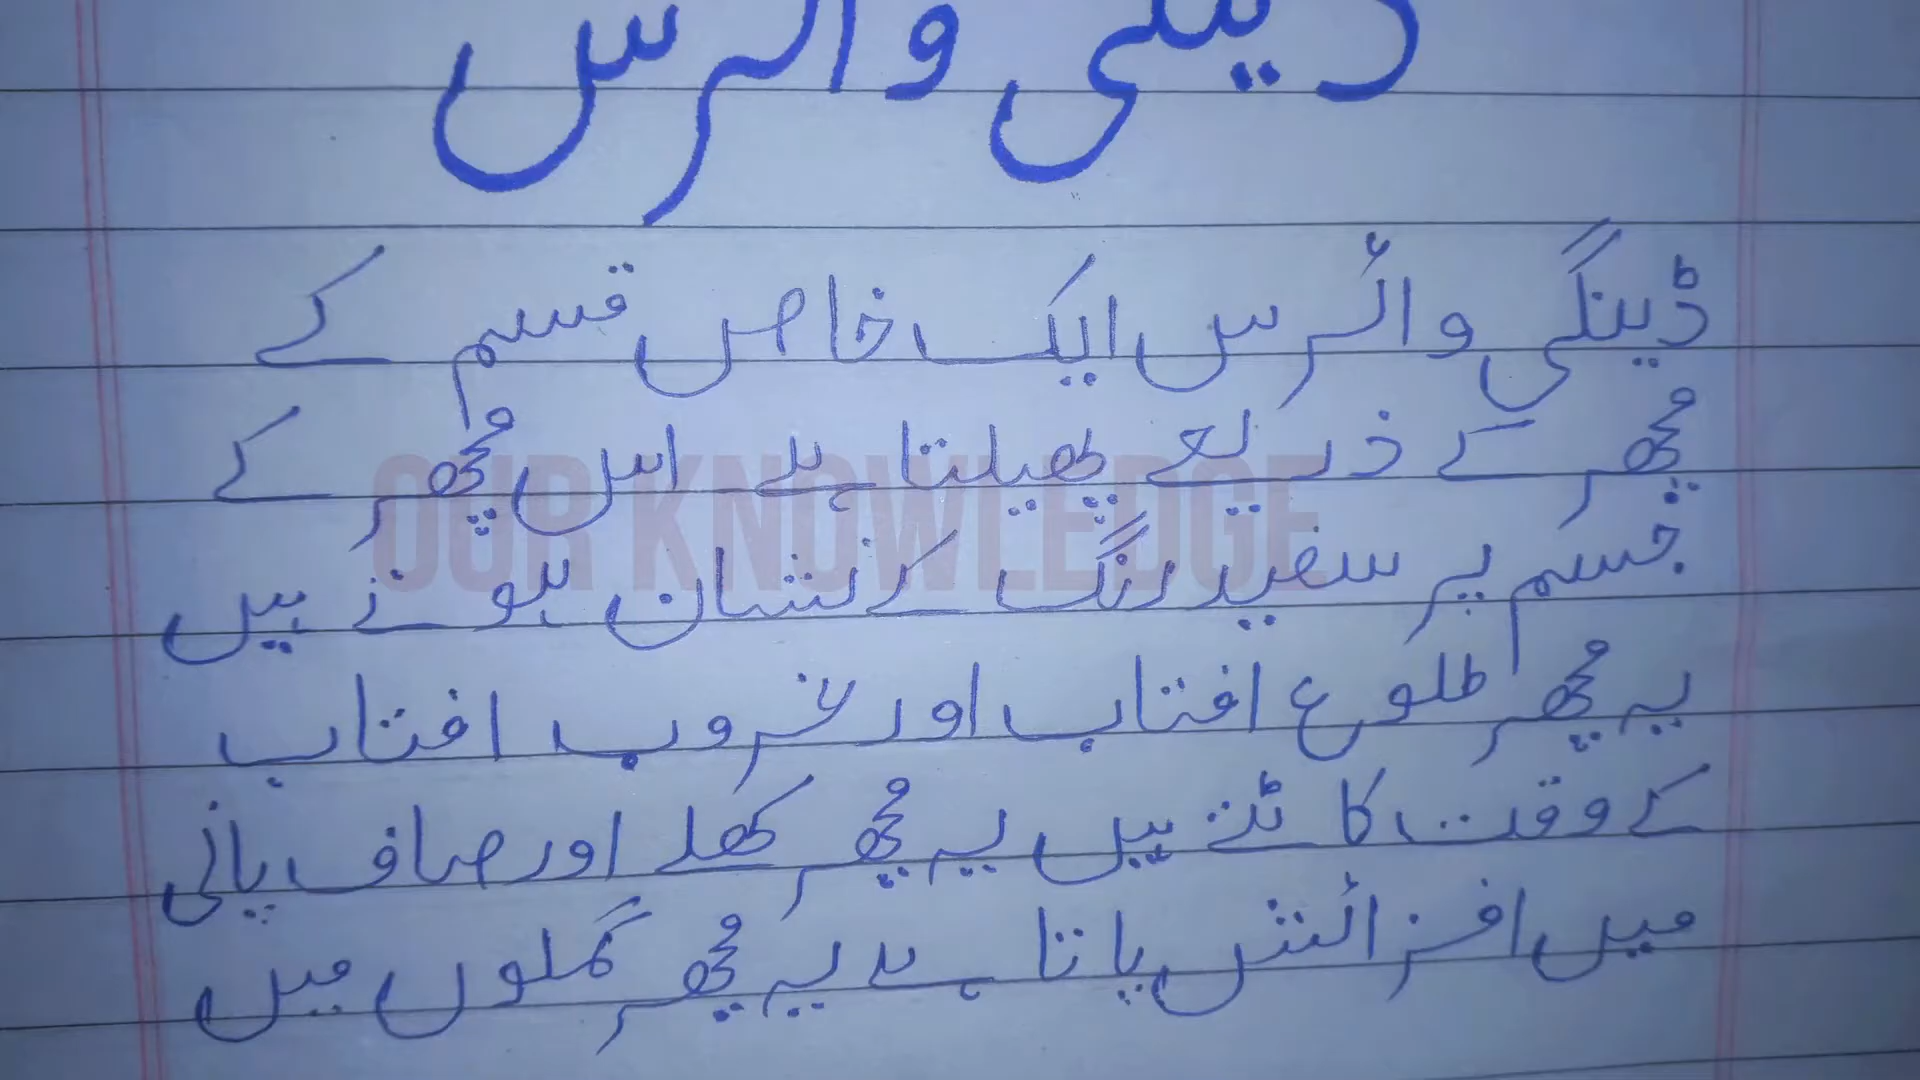 ڈینگی وائرس
ڈینگی وائرس ایک خاص قسم کے
مچھر کے ذریعے پھیلتا ہے اس مچھر کے
OUR KNOWLEDGE
جسم پر سفید رنگ کے نشان ہوتے ہیں
یہ مچھر طلوع افتاب اور غروب افتاب
کے وقت کاٹتے ہیں یہ مچھر کھلے اور صاف پانی
میں افزائش پاتا ہے یہ مچھر گملوں میں